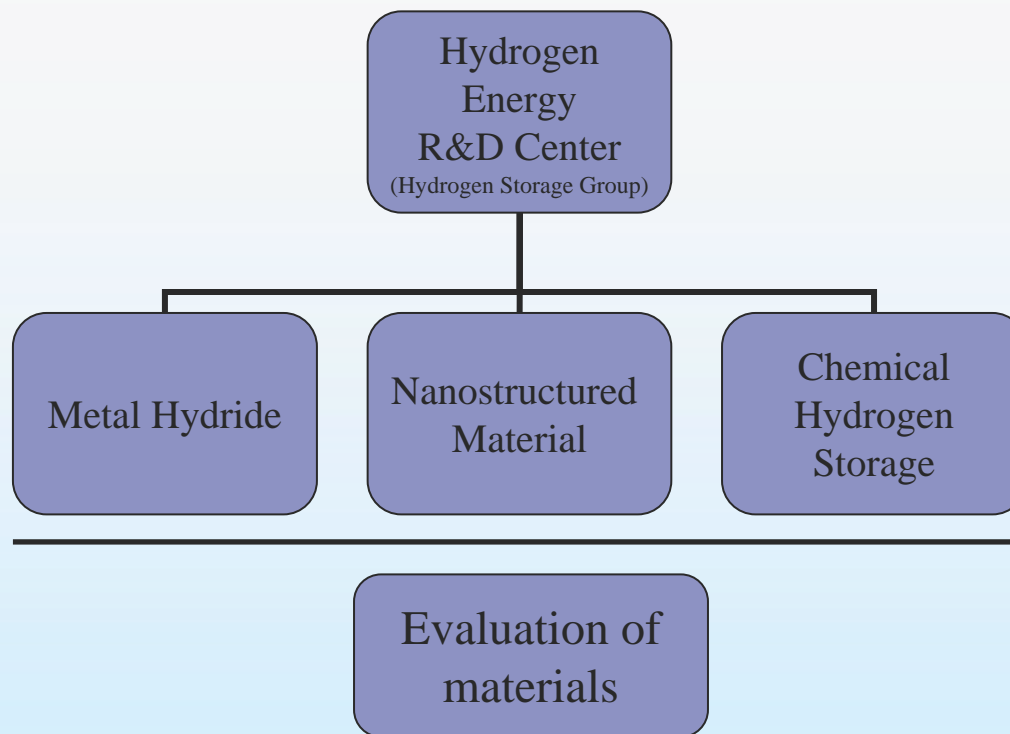 Hydrogen
Energy
R&D Center
(Hydrogen Storage Group)
Metal Hydride
Nanostructured
Material
Chemical
Hydrogen
Storage
Evaluation of
materials